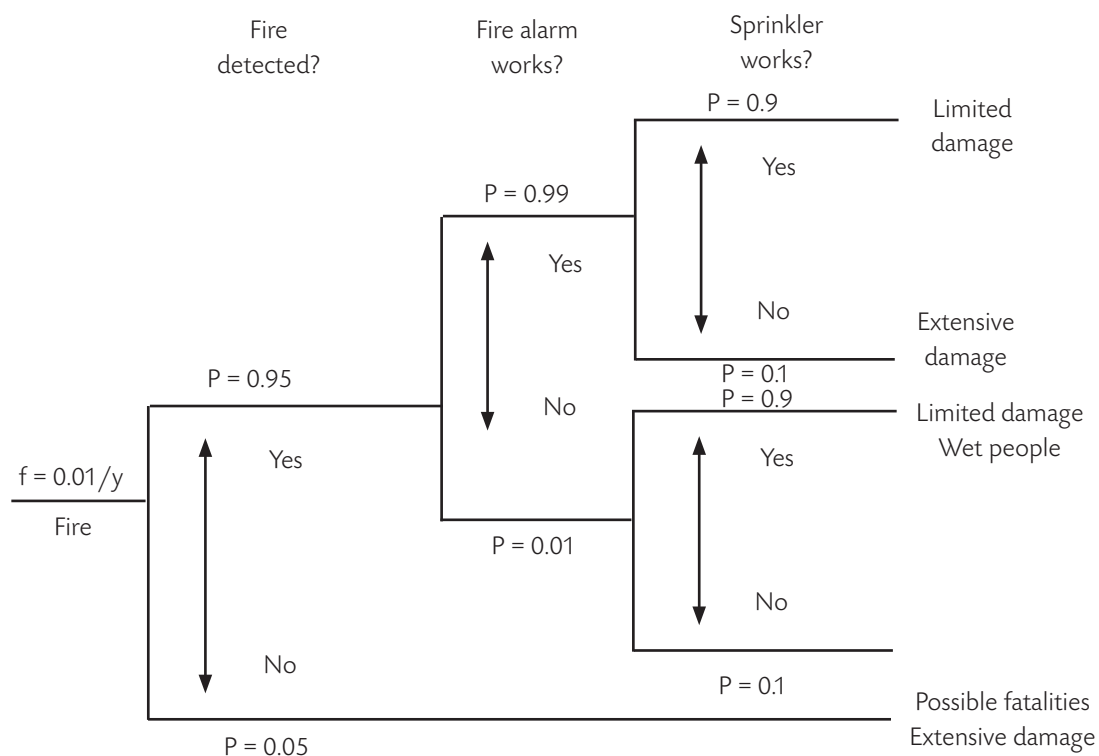 Fire
detected?
Fire alarm
works?
Sprinkler
works?
P = 0.9
Limited
damage
Yes
P = 0.99
Yes
No
Extensive
damage
P = 0.1
P = 0.95
No
P = 0.9
Limited damage
Wet people
Yes
Yes
f = 0.01/y
Fire
P = 0.01
No
No
P = 0.1
Possible fatalities
Extensive damage
P = 0.05